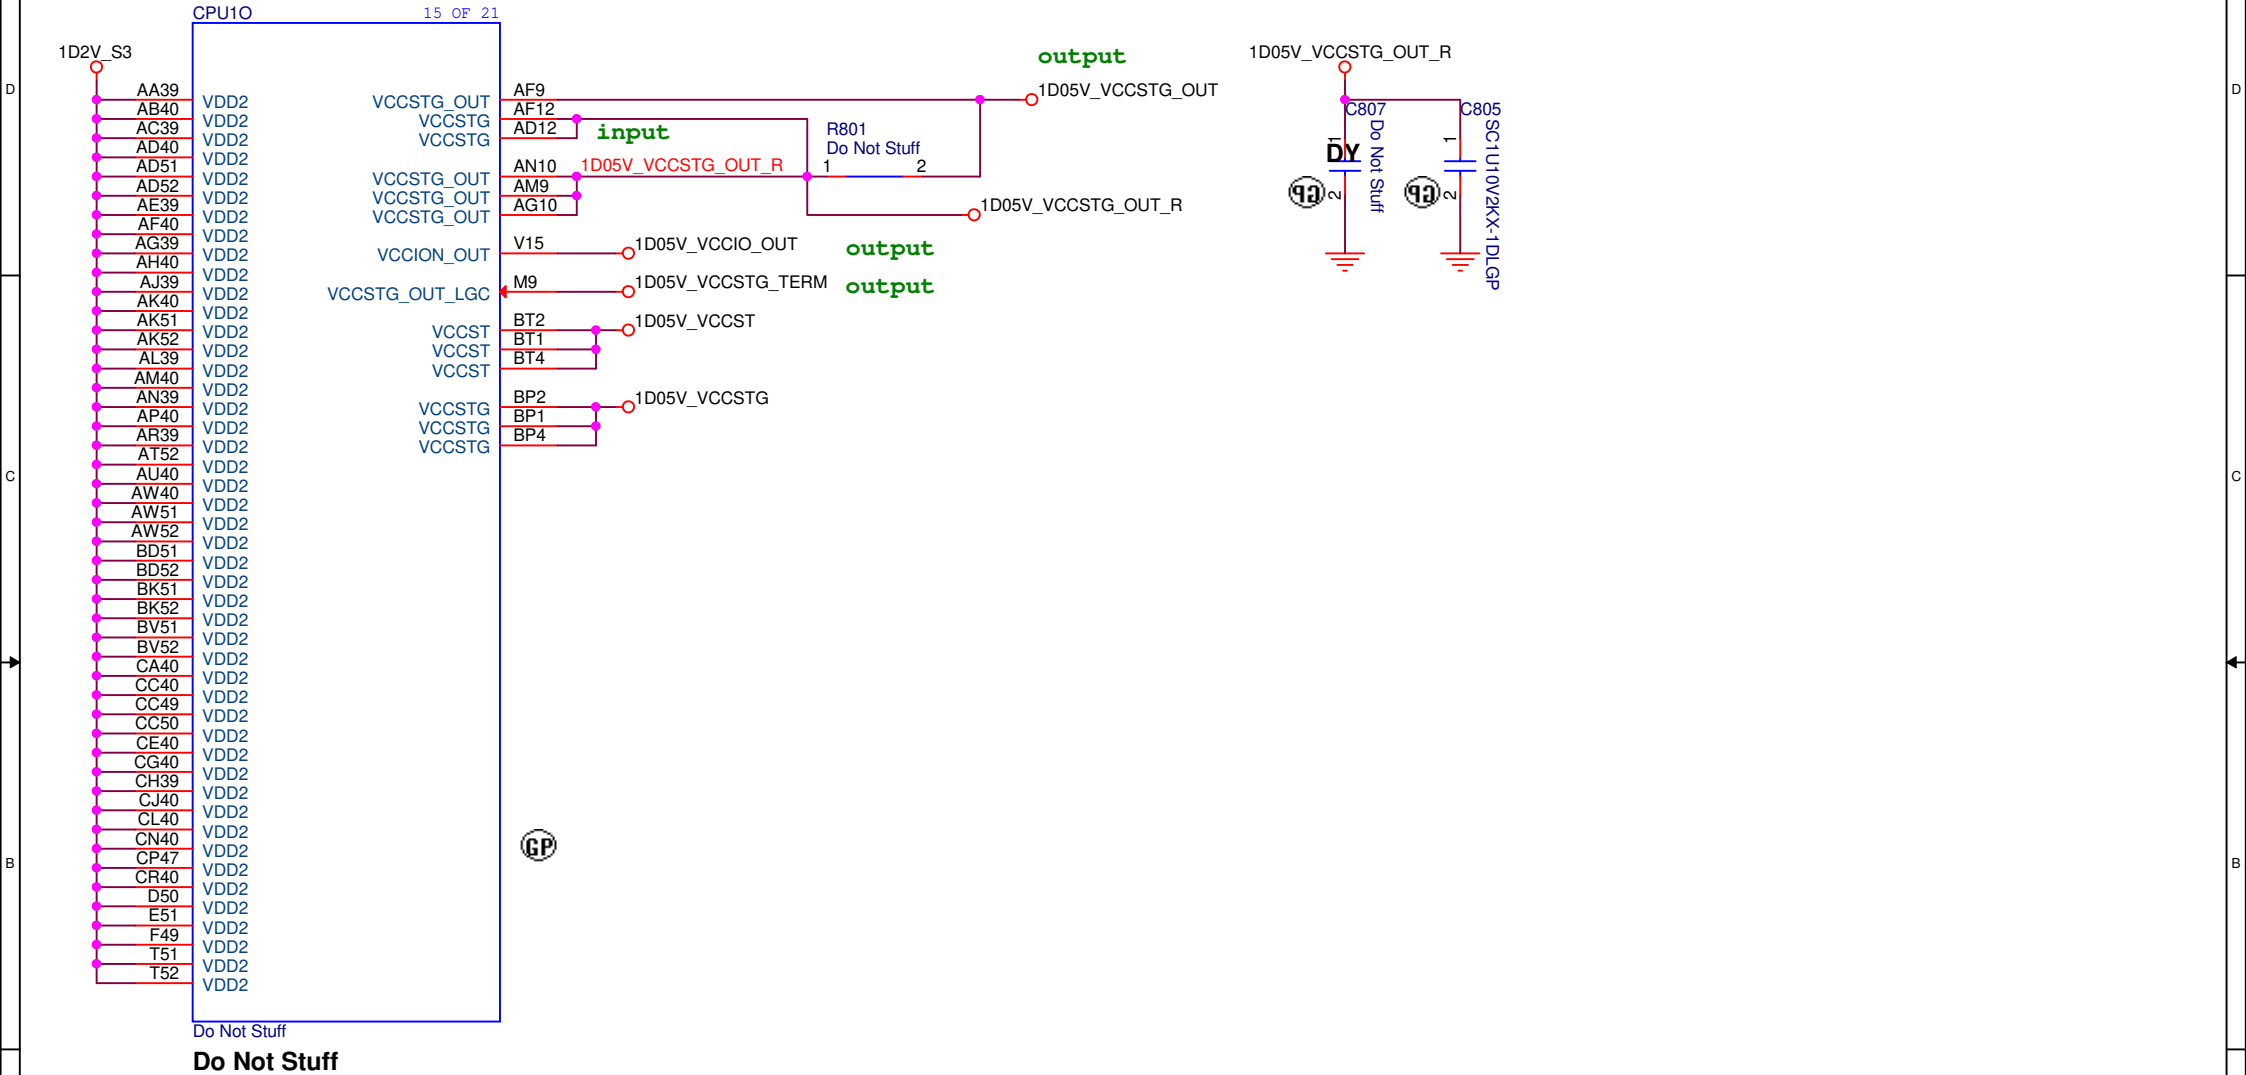 CPU1O 15 OF 21
1D2V_S3
AA39 VDD2
AB40 VDD2
AC39 VDD2
AD40 VDD2
AD51 VDD2
AD52 VDD2
AE39 VDD2
AF40 VDD2
AG39 VDD2
AH40 VDD2
AJ39 VDD2
AK40 VDD2
AK51 VDD2
AK52 VDD2
AL39 VDD2
AM40 VDD2
AN39 VDD2
AP40 VDD2
AR39 VDD2
AT52 VDD2
AU40 VDD2
AW40 VDD2
AW51 VDD2
AW52 VDD2
BD51 VDD2
BD52 VDD2
BK51 VDD2
BK52 VDD2
BV51 VDD2
BV52 VDD2
CA40 VDD2
CC40 VDD2
CC49 VDD2
CC50 VDD2
CE40 VDD2
CG40 VDD2
CH39 VDD2
CJ40 VDD2
CL40 VDD2
CN40 VDD2
CP47 VDD2
CR40 VDD2
D50 VDD2
E51 VDD2
F49 VDD2
T51 VDD2
T52 VDD2
Do Not Stuff
Do Not Stuff
output
VCCSTG_OUT AF9 1D05V_VCCSTG_OUT
VCCSTG AF12
VCCSTG AD12 input
R801
Do Not Stuff
1 2
VCCSTG_OUT AN10 1D05V_VCCSTG_OUT_R
VCCSTG_OUT AM9
VCCSTG_OUT AG10 1D05V_VCCSTG_OUT_R
VCCION_OUT V15 1D05V_VCCIO_OUT output
VCCSTG_OUT_LGC M9 1D05V_VCCSTG_TERM output
VCCST BT2 1D05V_VCCST
VCCST BT1
VCCST BT4
VCCSTG BP2 1D05V_VCCSTG
VCCSTG BP1
VCCSTG BP4
GP
1D05V_VCCSTG_OUT_R
C807
Do Not Stuff
DY
1
2
GP
C805
SC1U10V2KX-1DLGP
1
2
GP
D
C
B
D
C
B